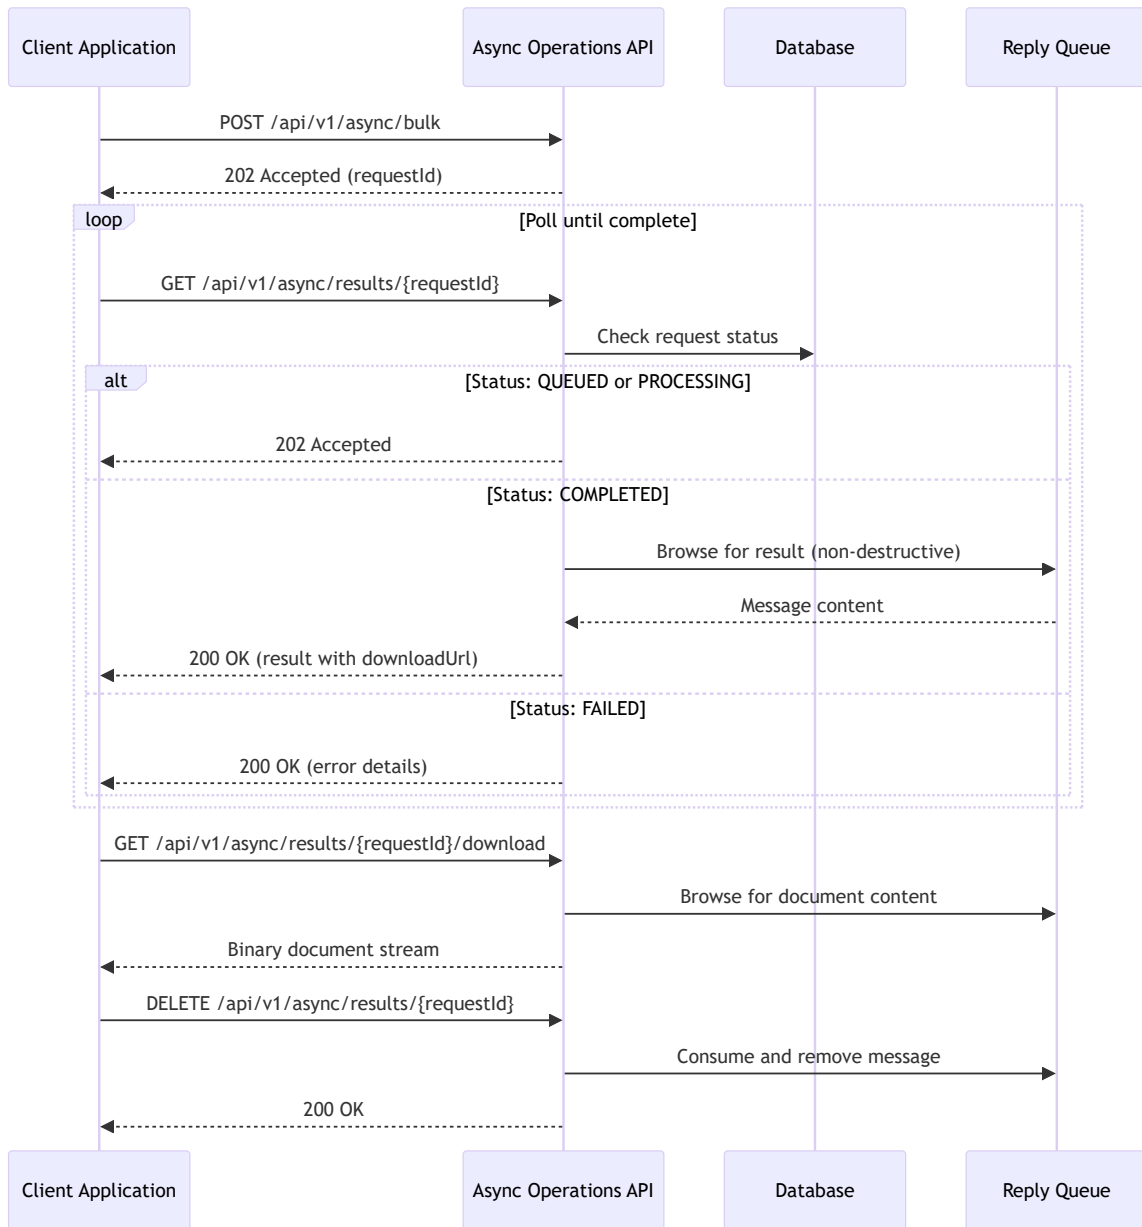 Client Application
Async Operations API
Database
Reply Queue
POST /api/v1/async/bulk
202 Accepted (requestId)
loop
[Poll until complete]
GET /api/v1/async/results/{requestId}
Check request status
alt
[Status: QUEUED or PROCESSING]
202 Accepted
[Status: COMPLETED]
Browse for result (non-destructive)
Message content
200 OK (result with downloadUrl)
[Status: FAILED]
200 OK (error details)
GET /api/v1/async/results/{requestId}/download
Browse for document content
Binary document stream
DELETE /api/v1/async/results/{requestId}
Consume and remove message
200 OK
Client Application
Async Operations API
Database
Reply Queue